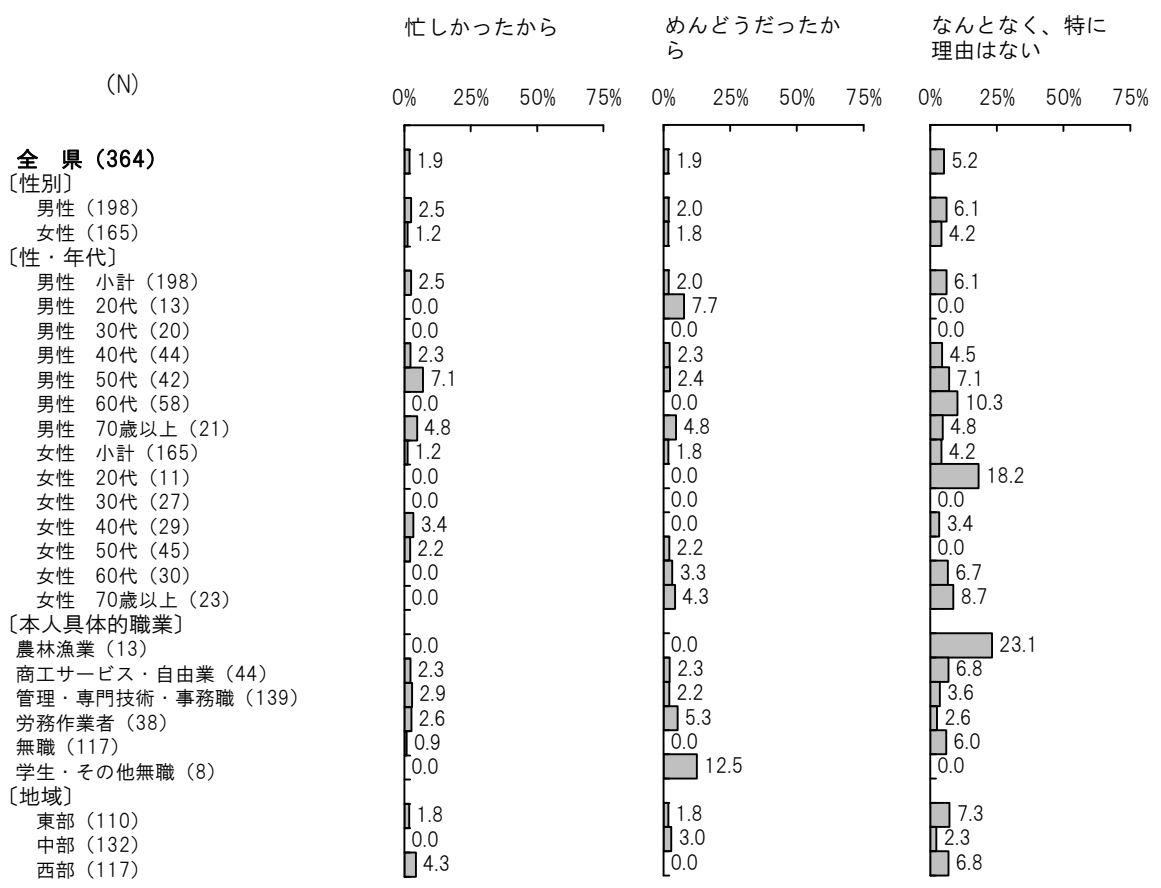 忙しかったから
めんどうだったか
ら
なんとなく、特に
理由はない
(N)
0% 25% 50% 75% 0% 25% 50% 75% 0% 25% 50% 75%
全　県（364） 1.9 1.9 5.2
〔性別〕
男性（198） 2.5 2.0 6.1
女性（165） 1.2 1.8 4.2
〔性・年代〕
男性　小計（198） 2.5 2.0 6.1
男性　20代（13） 0.0 7.7 0.0
男性　30代（20） 0.0 0.0 0.0
男性　40代（44） 2.3 2.3 4.5
男性　50代（42） 7.1 2.4 7.1
男性　60代（58） 0.0 0.0 10.3
男性　70歳以上（21） 4.8 4.8 4.8
女性　小計（165） 1.2 1.8 4.2
女性　20代（11） 0.0 0.0 18.2
女性　30代（27） 0.0 0.0 0.0
女性　40代（29） 3.4 0.0 3.4
女性　50代（45） 2.2 2.2 0.0
女性　60代（30） 0.0 3.3 6.7
女性　70歳以上（23） 0.0 4.3 8.7
〔本人具体的職業〕
農林漁業（13） 0.0 0.0 23.1
商工サービス・自由業（44） 2.3 2.3 6.8
管理・専門技術・事務職（139） 2.9 2.2 3.6
労務作業者（38） 2.6 5.3 2.6
無職（117） 0.9 0.0 6.0
学生・その他無職（8） 0.0 12.5 0.0
〔地域〕
東部（110） 1.8 1.8 7.3
中部（132） 0.0 3.0 2.3
西部（117） 4.3 0.0 6.8